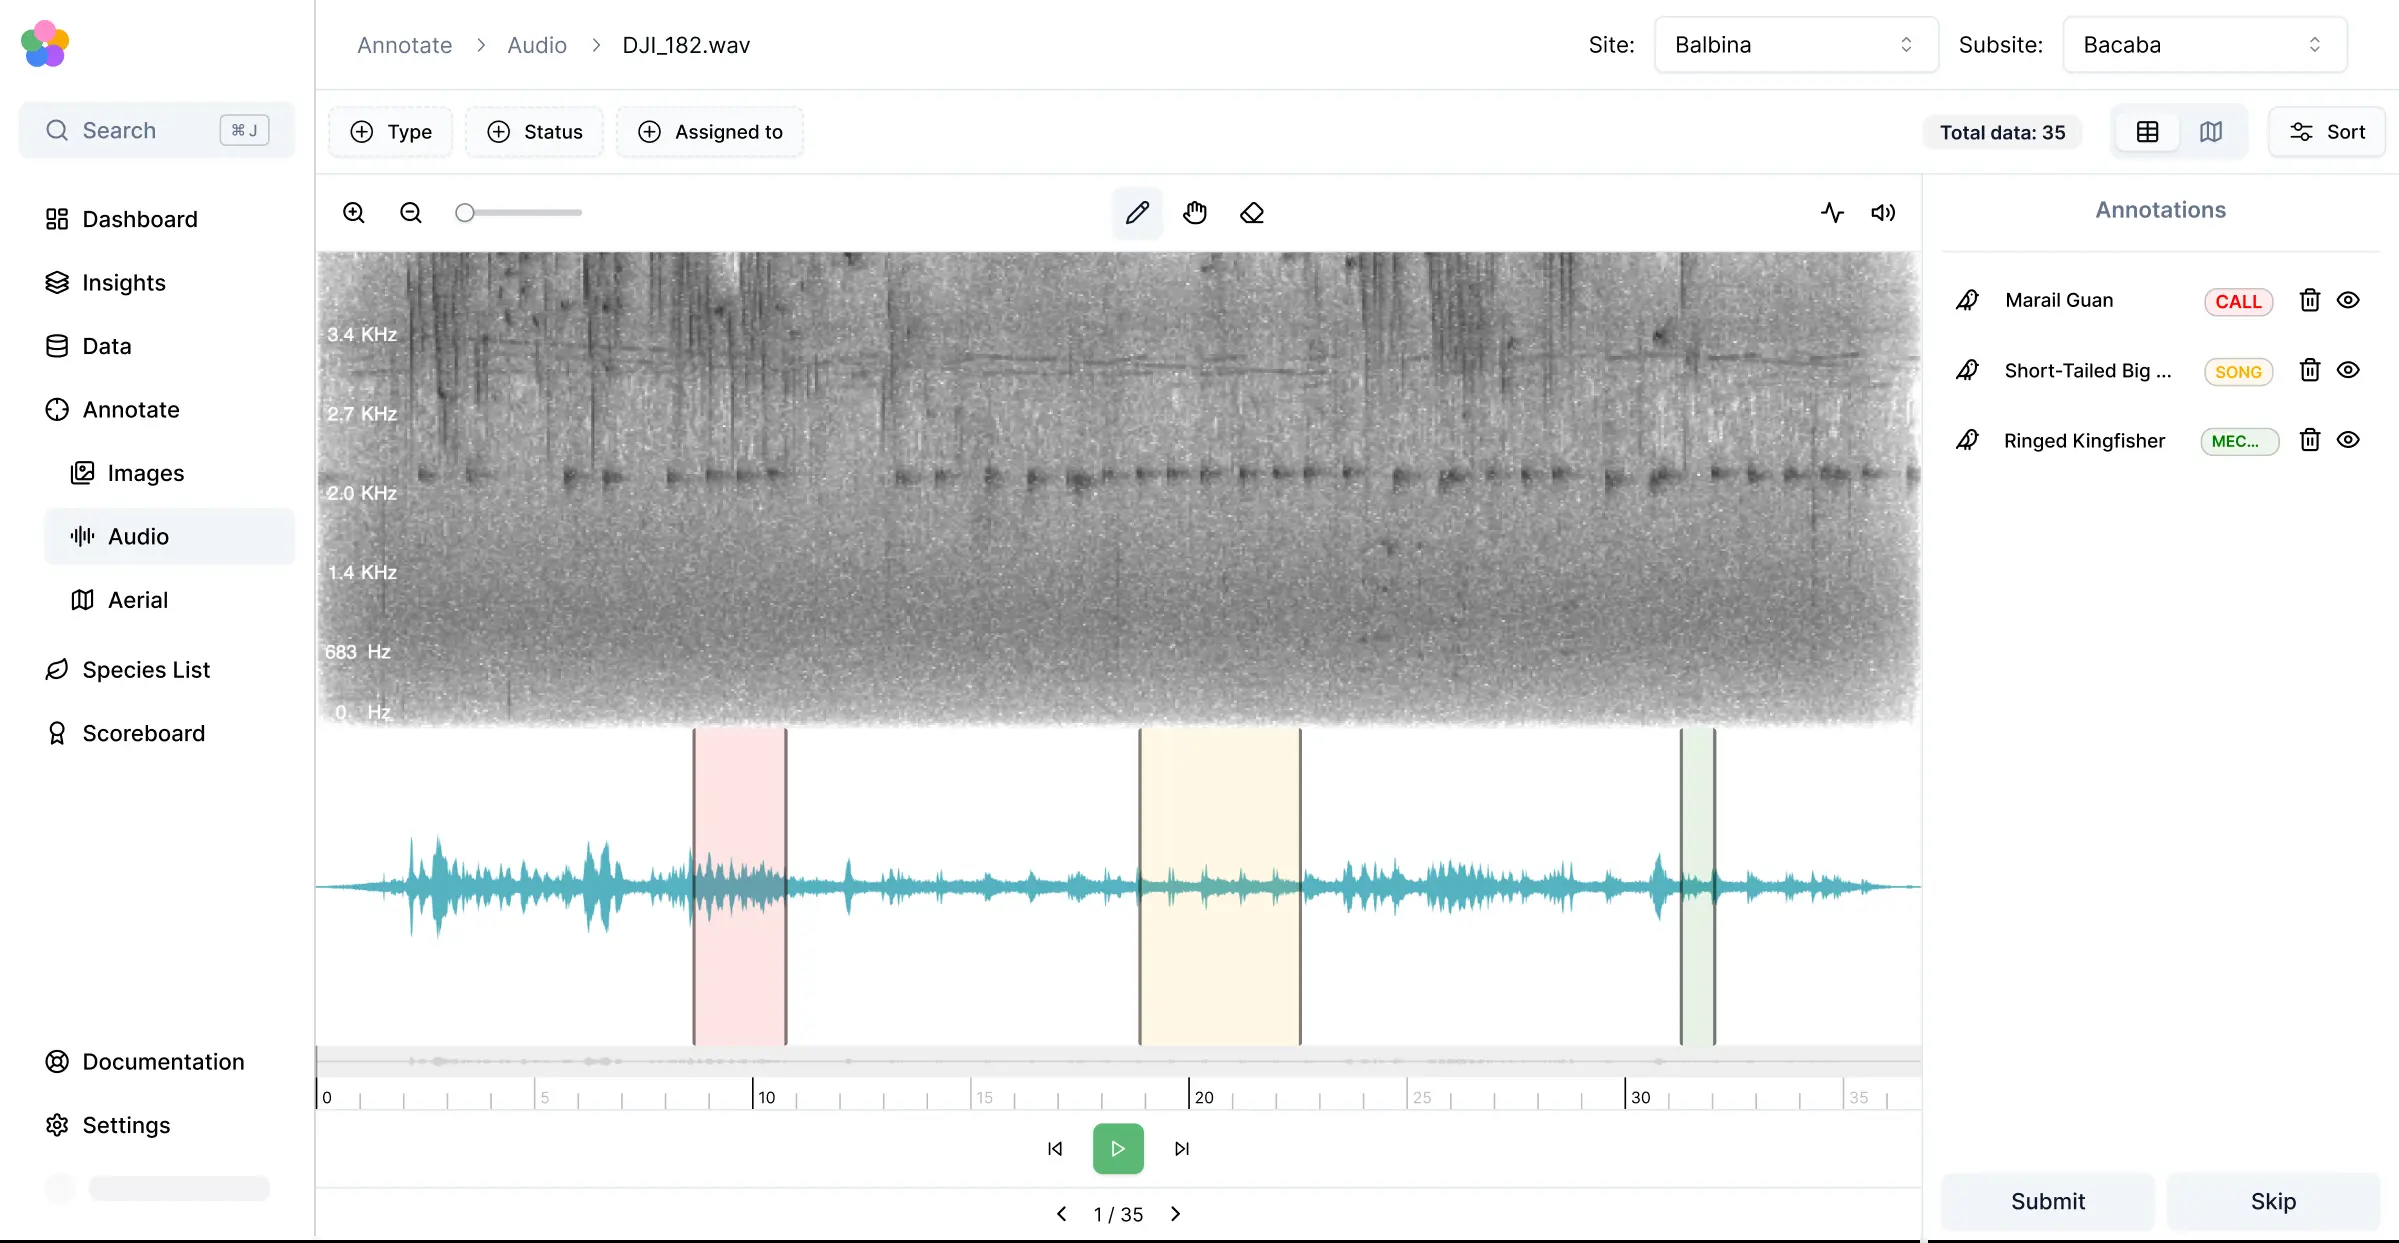 Annotate > Audio > DJI_182.wav
Site: Balbina
Subsite: Bacaba
Search ⌘ J
Type
Status
Assigned to
Total data: 35
Sort
Dashboard
Insights
Data
Annotate
Images
Audio
Aerial
Species List
Scoreboard
Documentation
Settings
3.4 KHz
2.7 KHz
2.0 KHz
1.4 KHz
683 Hz
0 Hz
0 5 10 15 20 25 30 35
1 / 35
Annotations
Marail Guan CALL
Short-Tailed Big ... SONG
Ringed Kingfisher MEC...
Submit
Skip